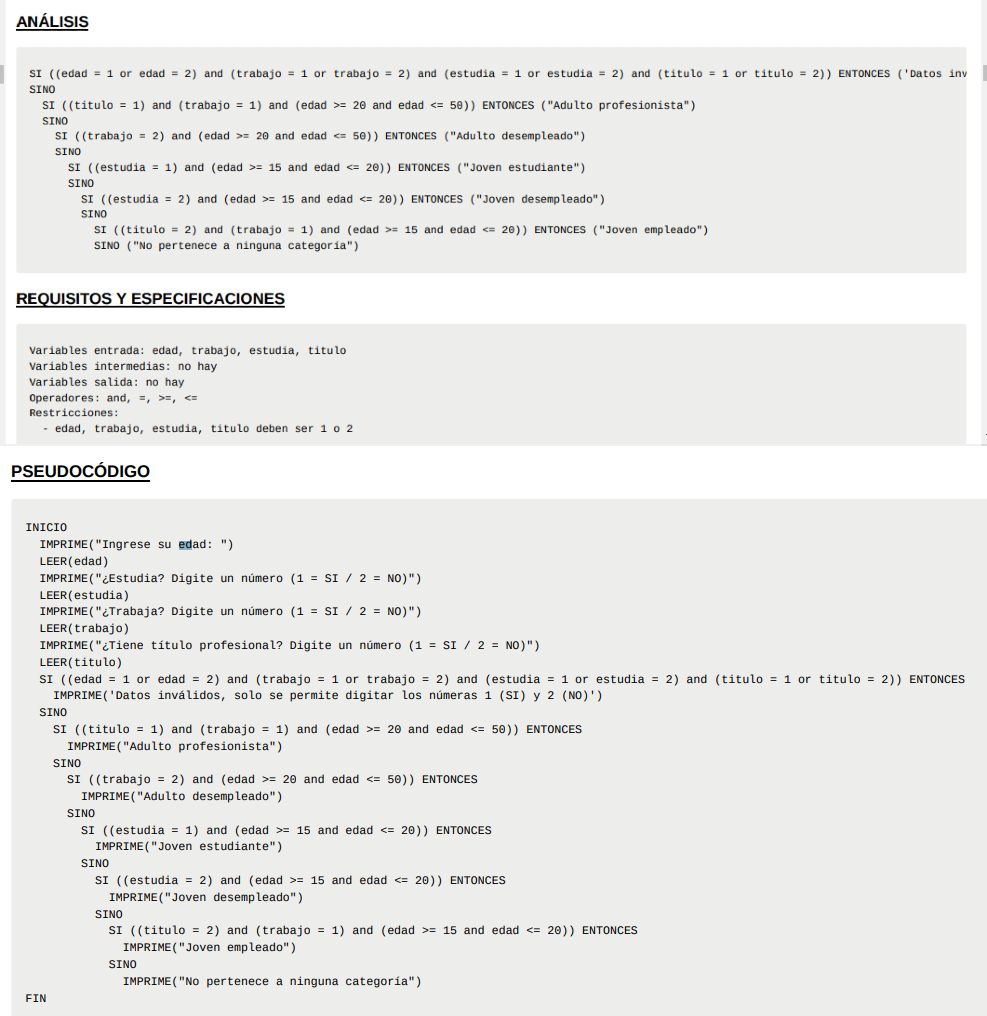 ANÁLISIS
SI ((edad = 1 or edad = 2) and (trabajo = 1 or trabajo = 2) and (estudia = 1 or estudia = 2) and (titulo = 1 or titulo = 2)) ENTONCES ('Datos inv
SINO
SI ((titulo = 1) and (trabajo = 1) and (edad >= 20 and edad <= 50)) ENTONCES ("Adulto profesionista")
SINO
SI ((trabajo = 2) and (edad >= 20 and edad <= 50)) ENTONCES ("Adulto desempleado")
SINO
SI ((estudia = 1) and (edad >= 15 and edad <= 20)) ENTONCES ("Joven estudiante")
SINO
SI ((estudia = 2) and (edad >= 15 and edad <= 20)) ENTONCES ("Joven desempleado")
SINO
SI ((titulo = 2) and (trabajo = 1) and (edad >= 15 and edad <= 20)) ENTONCES ("Joven empleado")
SINO ("No pertenece a ninguna categoría")
REQUISITOS Y ESPECIFICACIONES
Variables entrada: edad, trabajo, estudia, titulo
Variables intermedias: no hay
Variables salida: no hay
Operadores: and, =, >=, <=
Restricciones:
- edad, trabajo, estudia, titulo deben ser 1 o 2
PSEUDOCÓDIGO
INICIO
IMPRIME("Ingrese su edad: ")
LEER(edad)
IMPRIME("¿Estudia? Digite un número (1 = SI / 2 = NO)")
LEER(estudia)
IMPRIME("¿Trabaja? Digite un número (1 = SI / 2 = NO)")
LEER(trabajo)
IMPRIME("¿Tiene título profesional? Digite un número (1 = SI / 2 = NO)")
LEER(titulo)
SI ((edad = 1 or edad = 2) and (trabajo = 1 or trabajo = 2) and (estudia = 1 or estudia = 2) and (titulo = 1 or titulo = 2)) ENTONCES
IMPRIME('Datos inválidos, solo se permite digitar los númeras 1 (SI) y 2 (NO)')
SINO
SI ((titulo = 1) and (trabajo = 1) and (edad >= 20 and edad <= 50)) ENTONCES
IMPRIME("Adulto profesionista")
SINO
SI ((trabajo = 2) and (edad >= 20 and edad <= 50)) ENTONCES
IMPRIME("Adulto desempleado")
SINO
SI ((estudia = 1) and (edad >= 15 and edad <= 20)) ENTONCES
IMPRIME("Joven estudiante")
SINO
SI ((estudia = 2) and (edad >= 15 and edad <= 20)) ENTONCES
IMPRIME("Joven desempleado")
SINO
SI ((titulo = 2) and (trabajo = 1) and (edad >= 15 and edad <= 20)) ENTONCES
IMPRIME("Joven empleado")
SINO
IMPRIME("No pertenece a ninguna categoría")
FIN